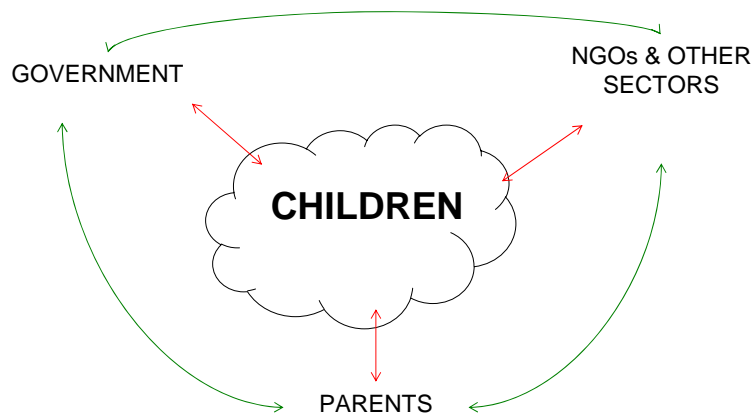 GOVERNMENT
NGOs & OTHER
SECTORS
CHILDREN
PARENTS